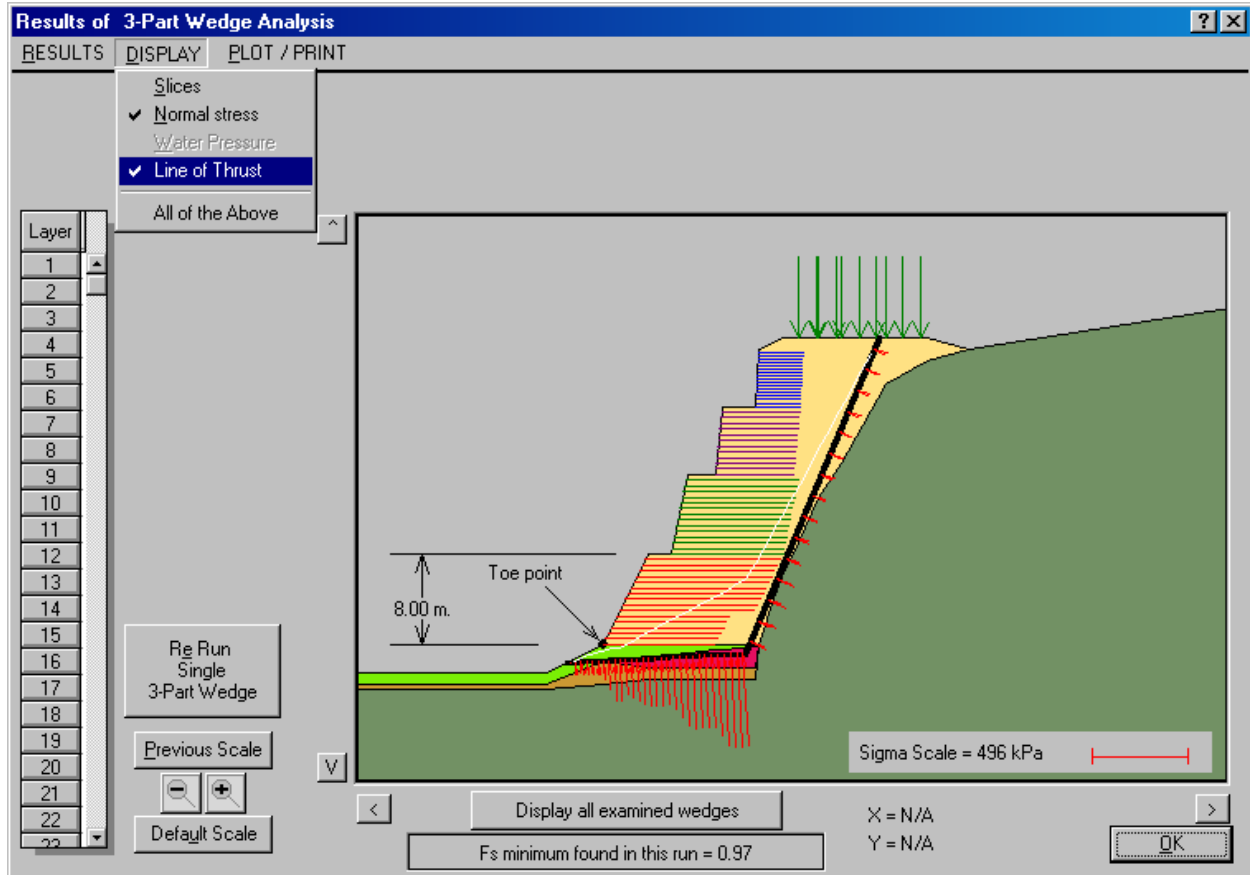 Results of 3-Part Wedge Analysis
RESULTS DISPLAY PLOT / PRINT
Slices
Normal stress
Water Pressure
Line of Thrust
All of the Above
Layer
1
2
3
4
5
6
7
8
9
10
11
12
13
14
15
16
17
18
19
20
21
22
23
Re Run
Single
3-Part Wedge
Previous Scale
Default Scale
^
V
Toe point
8.00 m.
Sigma Scale = 496 kPa
<
Display all examined wedges
>
Fs minimum found in this run = 0.97
X = N/A
Y = N/A
OK